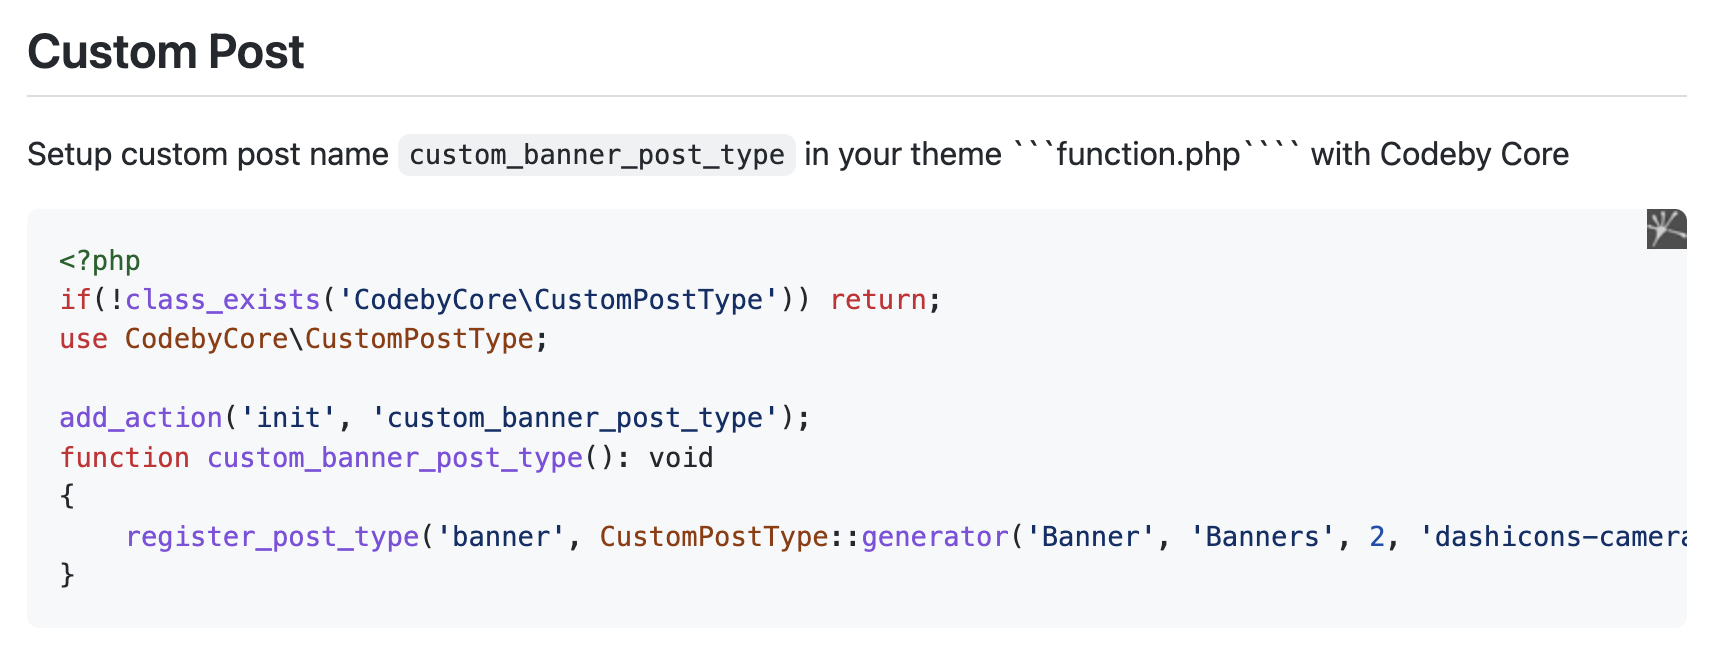 Custom Post
Setup custom post name custom_banner_post_type in your theme ```function.php```` with Codeby Core
<?php
if(!class_exists('CodebyCore\CustomPostType')) return;
use CodebyCore\CustomPostType;
add_action('init', 'custom_banner_post_type');
function custom_banner_post_type(): void
{
    register_post_type('banner', CustomPostType::generator('Banner', 'Banners', 2, 'dashicons-camera
}